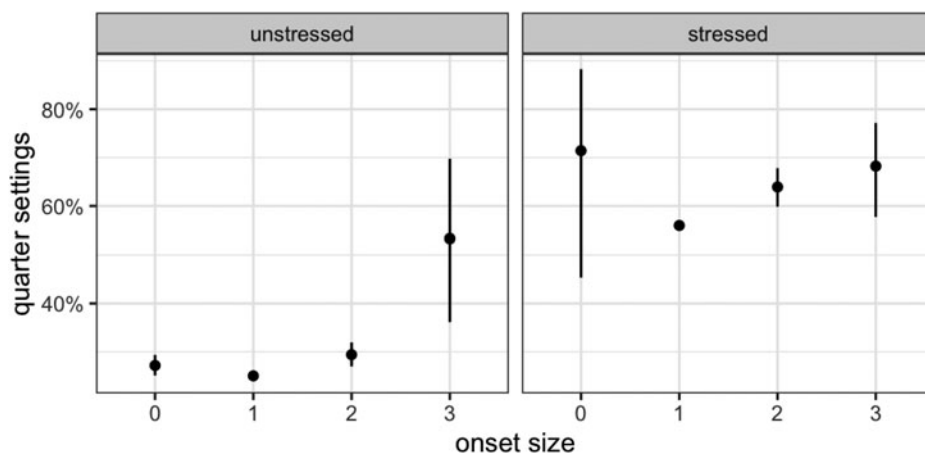 unstressed stressed
80%
60%
40%
quarter settings
0 1 2 3 0 1 2 3
onset size